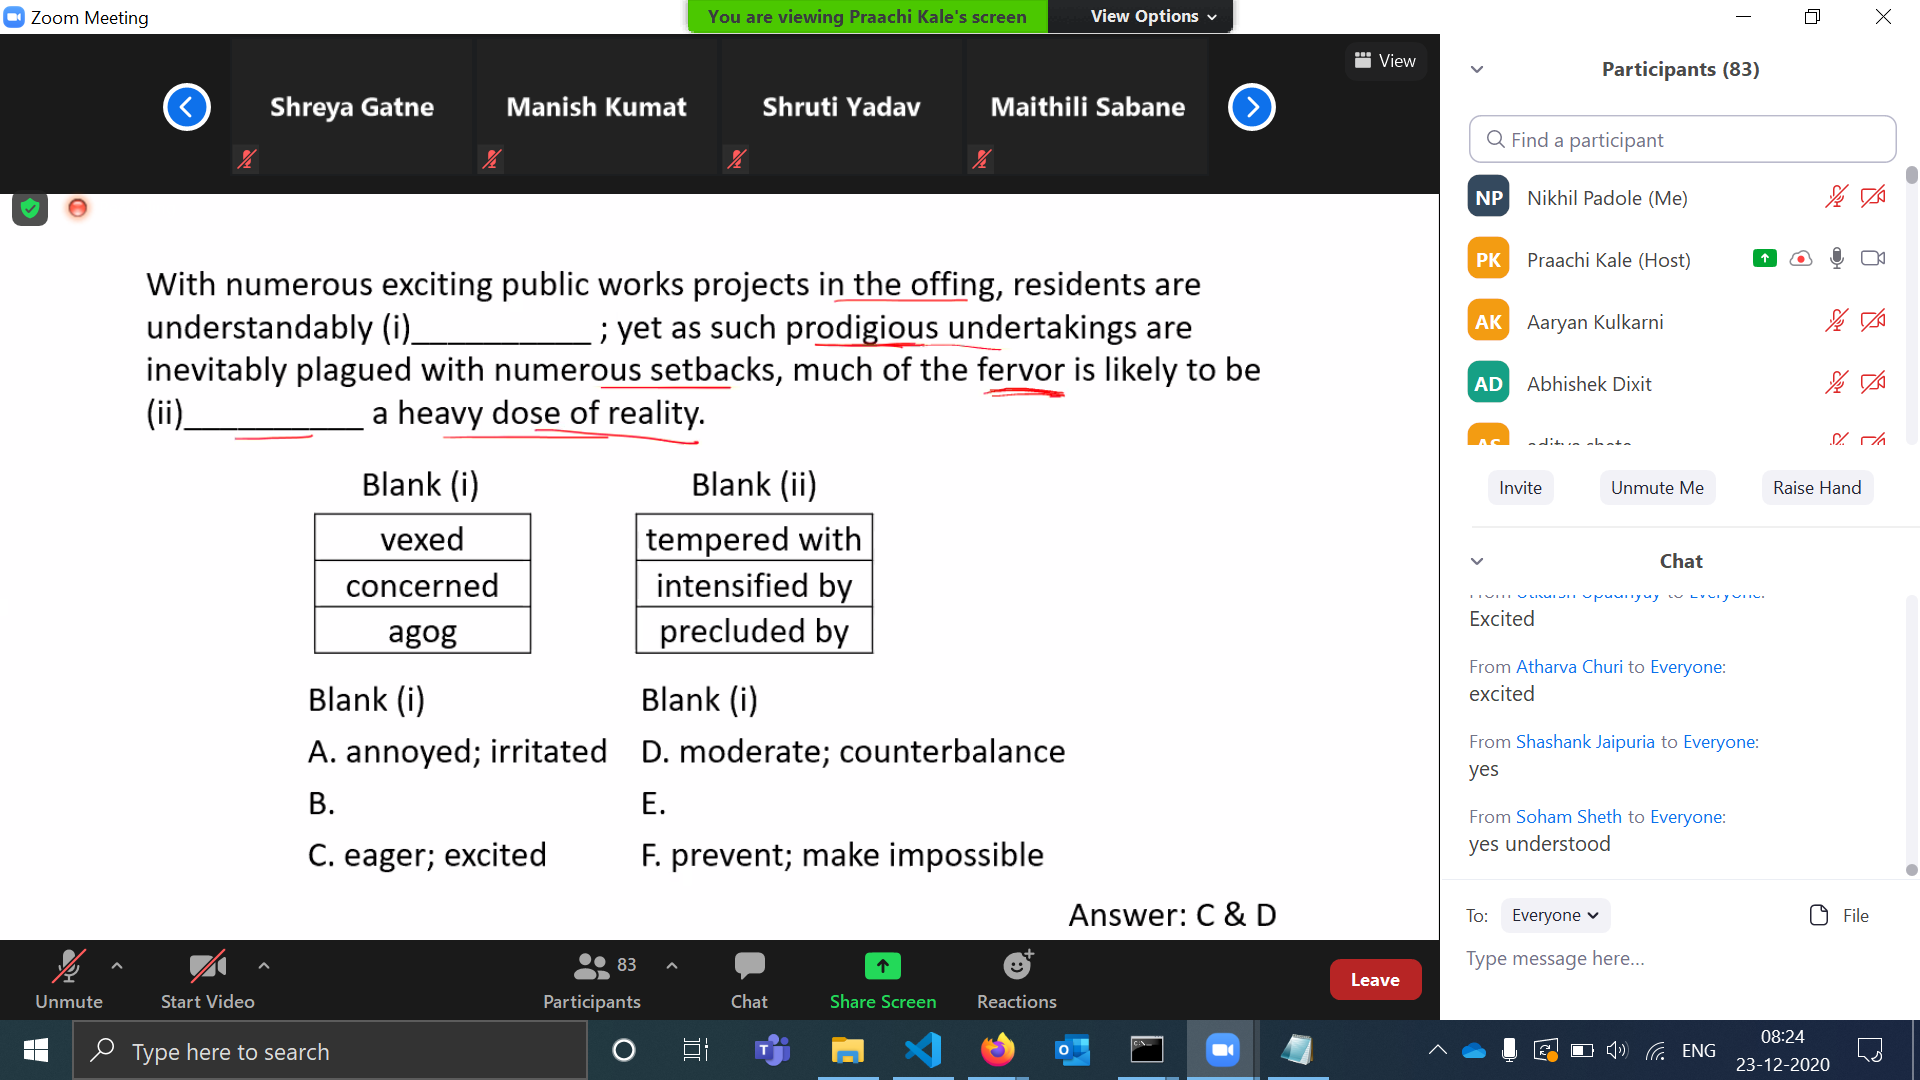 Zoom Meeting
You are viewing Praachi Kale's screen
View Options
View
Shreya Gatne
Manish Kumat
Shruti Yadav
Maithili Sabane
With numerous exciting public works projects in the offing, residents are
understandably (i)___________ ; yet as such prodigious undertakings are
inevitably plagued with numerous setbacks, much of the fervor is likely to be
(ii)___________ a heavy dose of reality.
Blank (i) Blank (ii)
vexed tempered with
concerned intensified by
agog precluded by
Blank (i) Blank (i)
A. annoyed; irritated D. moderate; counterbalance
B. E.
C. eager; excited F. prevent; make impossible
Answer: C & D
Participants (83)
Find a participant
NP Nikhil Padole (Me)
PK Praachi Kale (Host)
AK Aaryan Kulkarni
AD Abhishek Dixit
Invite Unmute Me Raise Hand
Chat
Excited
From Atharva Churi to Everyone:
excited
From Shashank Jaipuria to Everyone:
yes
From Soham Sheth to Everyone:
yes understood
To: Everyone File
Type message here...
Unmute
Start Video
83
Participants
Chat
Share Screen
Reactions
Leave
Type here to search
ENG
08:24
23-12-2020